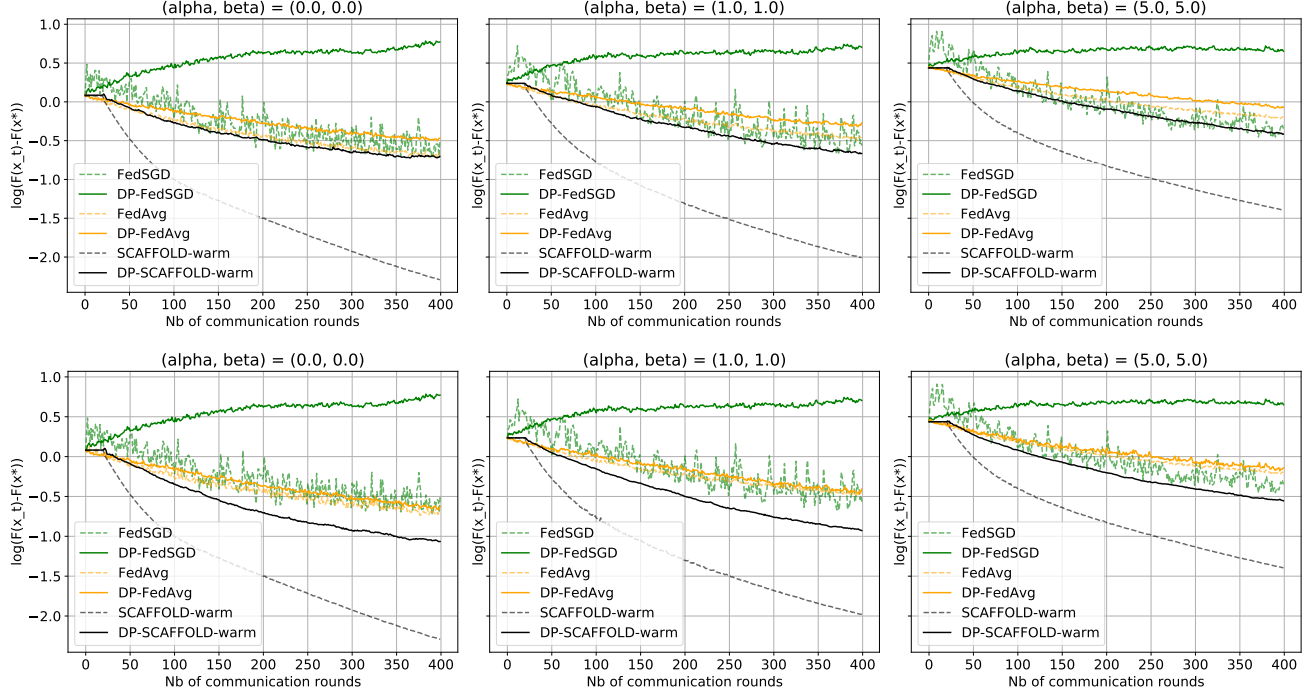 (alpha, beta) = (0.0, 0.0)
1.0
0.5
0.0
−0.5
−1.0
−1.5
−2.0
log(F(x_t)-F(x*))
FedSGD
DP-FedSGD
FedAvg
DP-FedAvg
SCAFFOLD-warm
DP-SCAFFOLD-warm
0 50 100 150 200 250 300 350 400
Nb of communication rounds
(alpha, beta) = (1.0, 1.0)
log(F(x_t)-F(x*))
FedSGD
DP-FedSGD
FedAvg
DP-FedAvg
SCAFFOLD-warm
DP-SCAFFOLD-warm
0 50 100 150 200 250 300 350 400
Nb of communication rounds
(alpha, beta) = (5.0, 5.0)
log(F(x_t)-F(x*))
FedSGD
DP-FedSGD
FedAvg
DP-FedAvg
SCAFFOLD-warm
DP-SCAFFOLD-warm
0 50 100 150 200 250 300 350 400
Nb of communication rounds
(alpha, beta) = (0.0, 0.0)
1.0
0.5
0.0
−0.5
−1.0
−1.5
−2.0
log(F(x_t)-F(x*))
FedSGD
DP-FedSGD
FedAvg
DP-FedAvg
SCAFFOLD-warm
DP-SCAFFOLD-warm
0 50 100 150 200 250 300 350 400
Nb of communication rounds
(alpha, beta) = (1.0, 1.0)
log(F(x_t)-F(x*))
FedSGD
DP-FedSGD
FedAvg
DP-FedAvg
SCAFFOLD-warm
DP-SCAFFOLD-warm
0 50 100 150 200 250 300 350 400
Nb of communication rounds
(alpha, beta) = (5.0, 5.0)
log(F(x_t)-F(x*))
FedSGD
DP-FedSGD
FedAvg
DP-FedAvg
SCAFFOLD-warm
DP-SCAFFOLD-warm
0 50 100 150 200 250 300 350 400
Nb of communication rounds